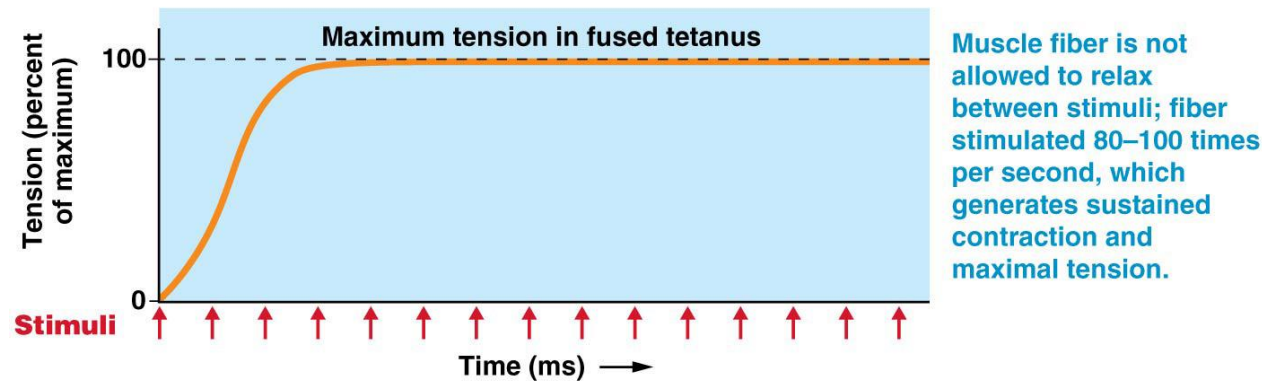 Tension (percent
of maximum)
100
0
Maximum tension in fused tetanus
Stimuli
Time (ms)
Muscle fiber is not
allowed to relax
between stimuli; fiber
stimulated 80–100 times
per second, which
generates sustained
contraction and
maximal tension.